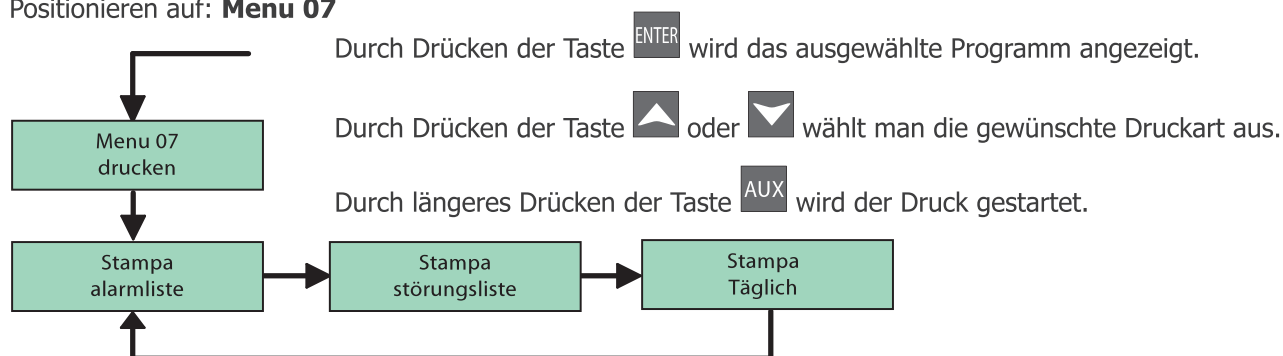 Positionieren auf: Menu 07
Durch Drücken der Taste ENTER wird das ausgewählte Programm angezeigt.
Durch Drücken der Taste oder wählt man die gewünschte Druckart aus.
Menu 07
drucken
Durch längeres Drücken der Taste AUX wird der Druck gestartet.
Stampa
alarmliste
Stampa
störungsliste
Stampa
Täglich